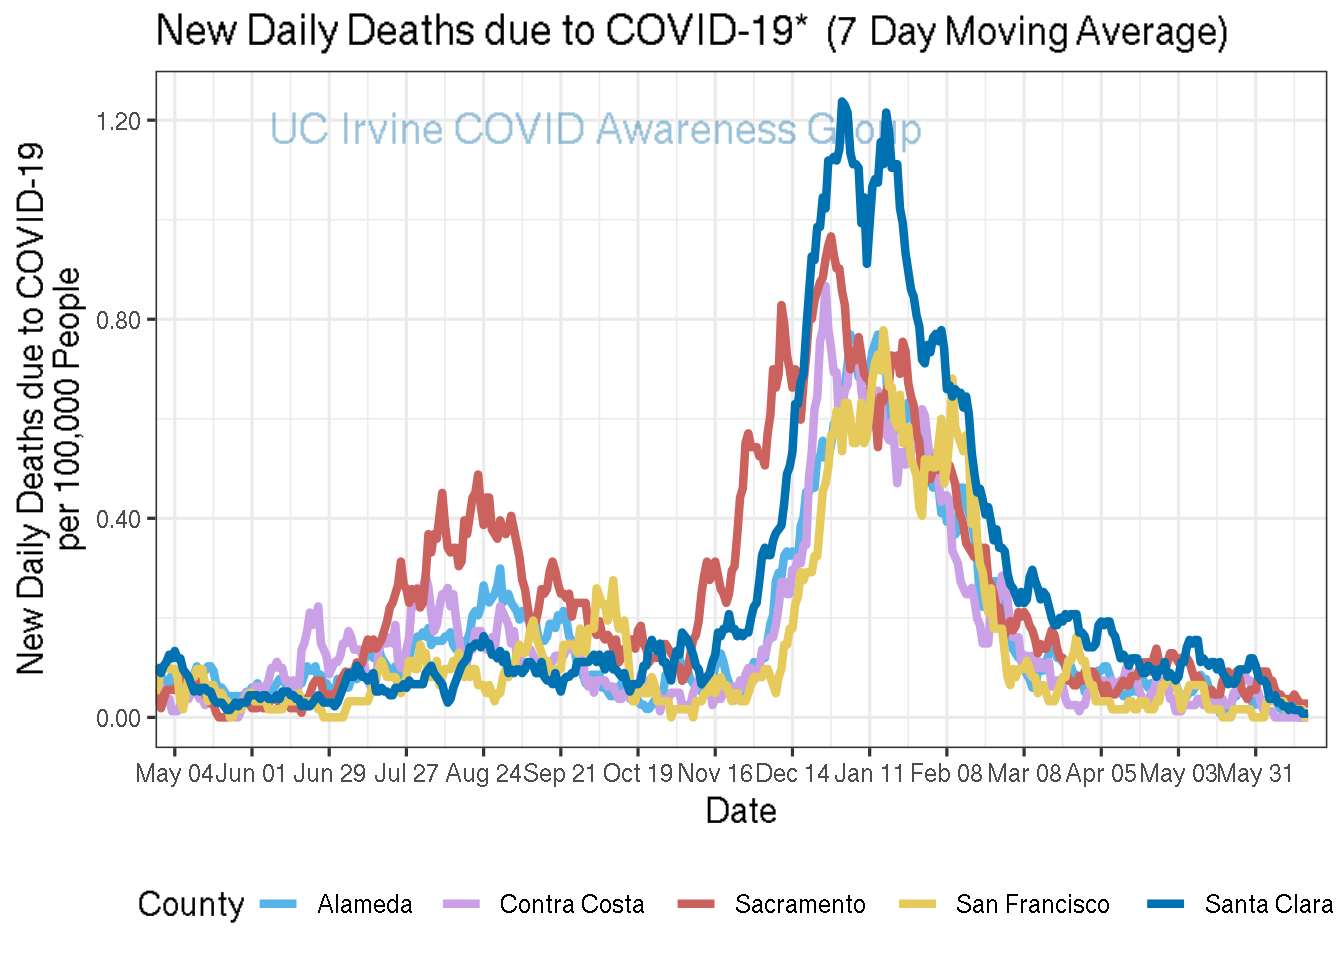 New Daily Deaths due to COVID-19* (7 Day Moving Average)
UC Irvine COVID Awareness Group
New Daily Deaths due to COVID-19
per 100,000 People
1.20
0.80
0.40
0.00
May 04 Jun 01 Jun 29 Jul 27 Aug 24 Sep 21 Oct 19 Nov 16 Dec 14 Jan 11 Feb 08 Mar 08 Apr 05 May 03 May 31
Date
County Alameda Contra Costa Sacramento San Francisco Santa Clara